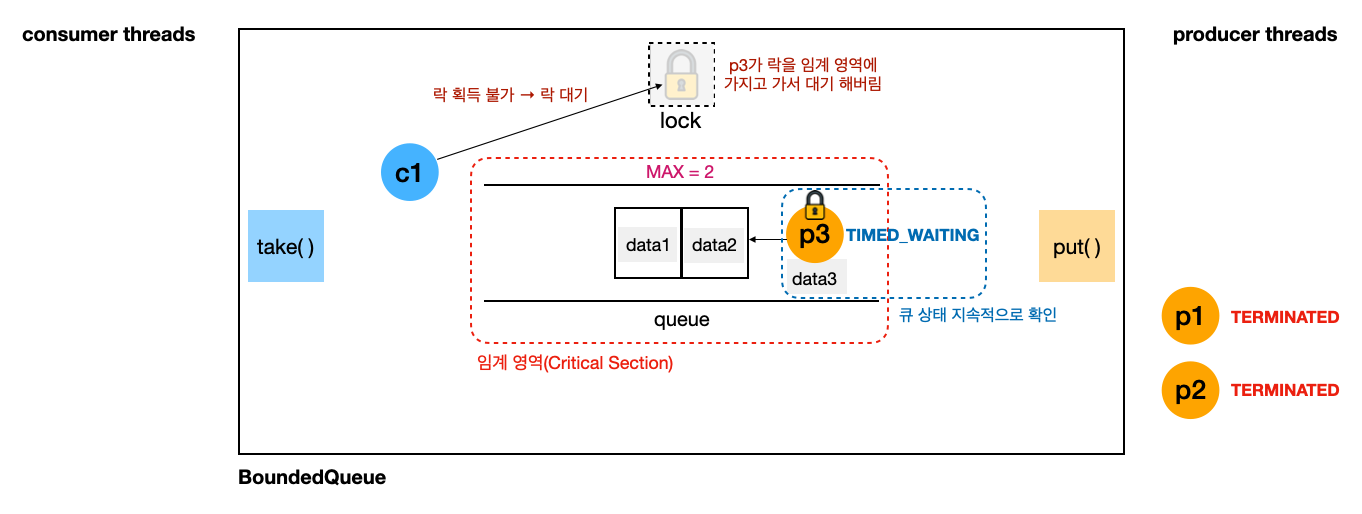 consumer threads
producer threads
p3가 락을 임계 영역에
가지고 가서 대기 해버림
락 획득 불가 → 락 대기
lock
c1
MAX = 2
take( )
data1
data2
p3
TIMED_WAITING
put( )
data3
queue
큐 상태 지속적으로 확인
p1
TERMINATED
임계 영역(Critical Section)
p2
TERMINATED
BoundedQueue